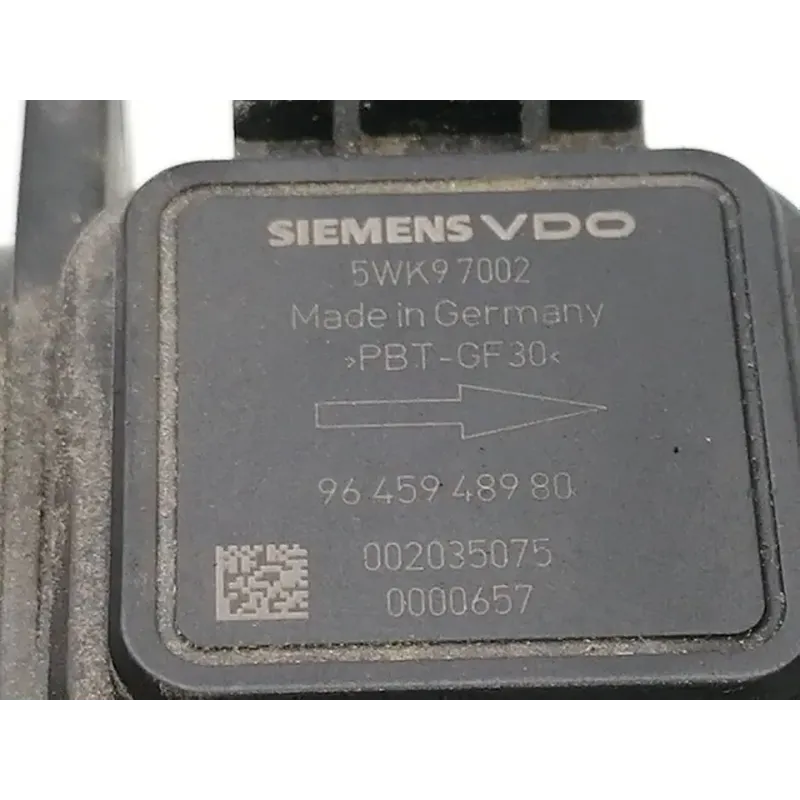 SIEMENS VDO
5WK9 7002
Made in Germany
>PBT-GF30<
96 459 489 80
002035075
0000657